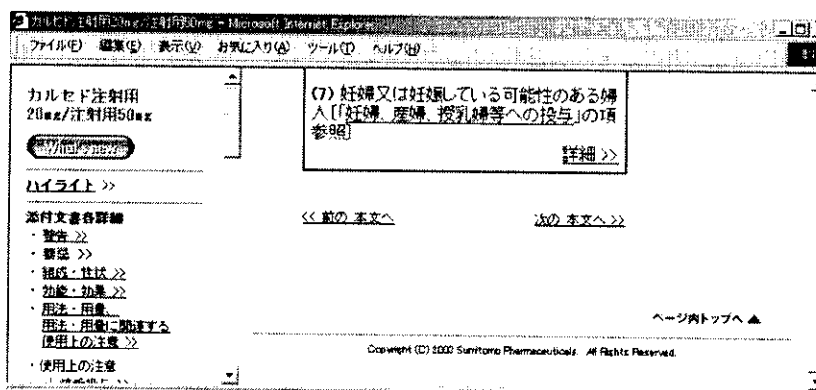 カルセド注射用20mg/注射用50mg - Microsoft Internet Explorer
ファイル(F) 編集(E) 表示(V) お気に入り(A) ツール(T) ヘルプ(H)
カルセド注射用
20mg/注射用50mg
ハイライト >>
添付文書各詳細
・警告 >>
・組成・性状 >>
・効能・効果 >>
・用法・用量、
用法・用量に関連する
使用上の注意 >>
・使用上の注意
(7) 妊婦又は妊娠している可能性のある婦
人[「妊婦、産婦、授乳婦等への投与」の項
参照]
詳細 >>
<< 前の 本文へ
次の 本文へ >>
ページ内トップへ ▲
Copyright (C) 2002 Sumitomo Pharmaceuticals. All Rights Reserved.